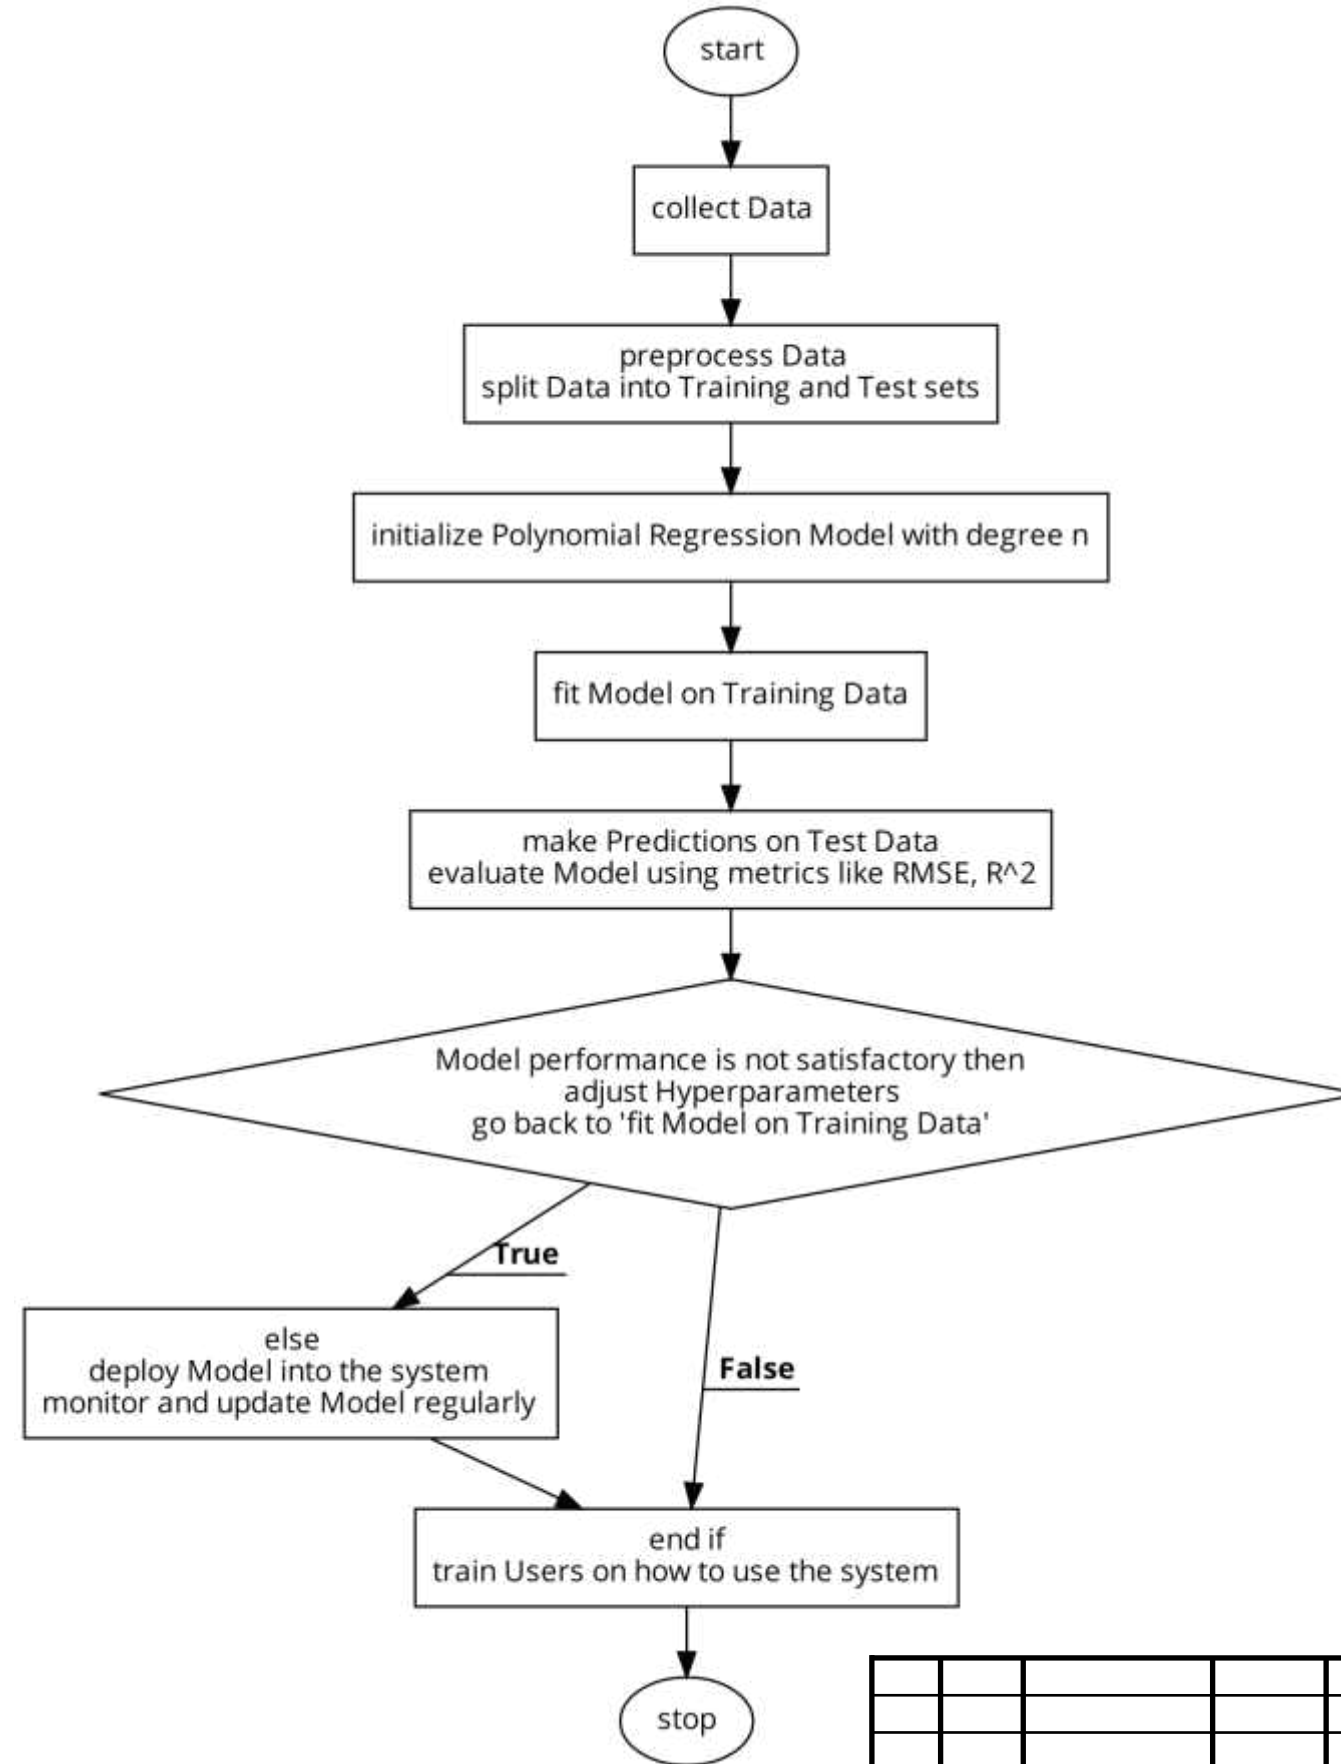 start
collect Data
preprocess Data
split Data into Training and Test sets
initialize Polynomial Regression Model with degree n
fit Model on Training Data
make Predictions on Test Data
evaluate Model using metrics like RMSE, R^2
Model performance is not satisfactory then
adjust Hyperparameters
go back to 'fit Model on Training Data'
True
else
deploy Model into the system
monitor and update Model regularly
False
end if
train Users on how to use the system
stop